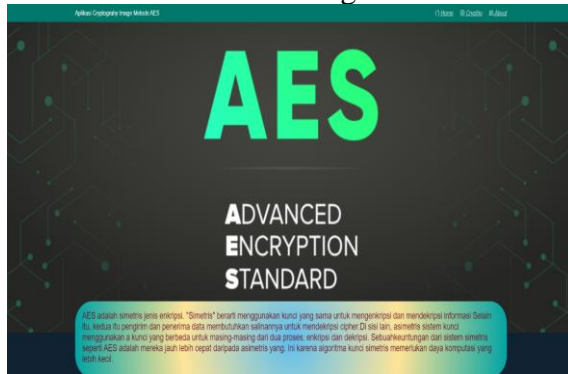 Aplikasi Cryptograhy Image Metode AES
Home Creadite About
AES
ADVANCED
ENCRYPTION
STANDARD
AES adalah simetris jenis enkripsi. "Simetris" berarti menggunakan kunci yang sama untuk mengenkripsi dan mendekripsi informasi Selain
itu, kedua itu pengirim dan penerima data membutuhkan salinannya untuk mendekripsi cipher.Di sisi lain, asimetris sistem kunci
menggunakan a kunci yang berbeda untuk masing-masing dari dua proses: enkripsi dan dekripsi. Sebuahkeuntungan dari sistem simetris
seperti AES adalah mereka jauh lebih cepat daripada asimetris yang. Ini karena algoritma kunci simetris memerlukan daya komputasi yang
lebih kecil.